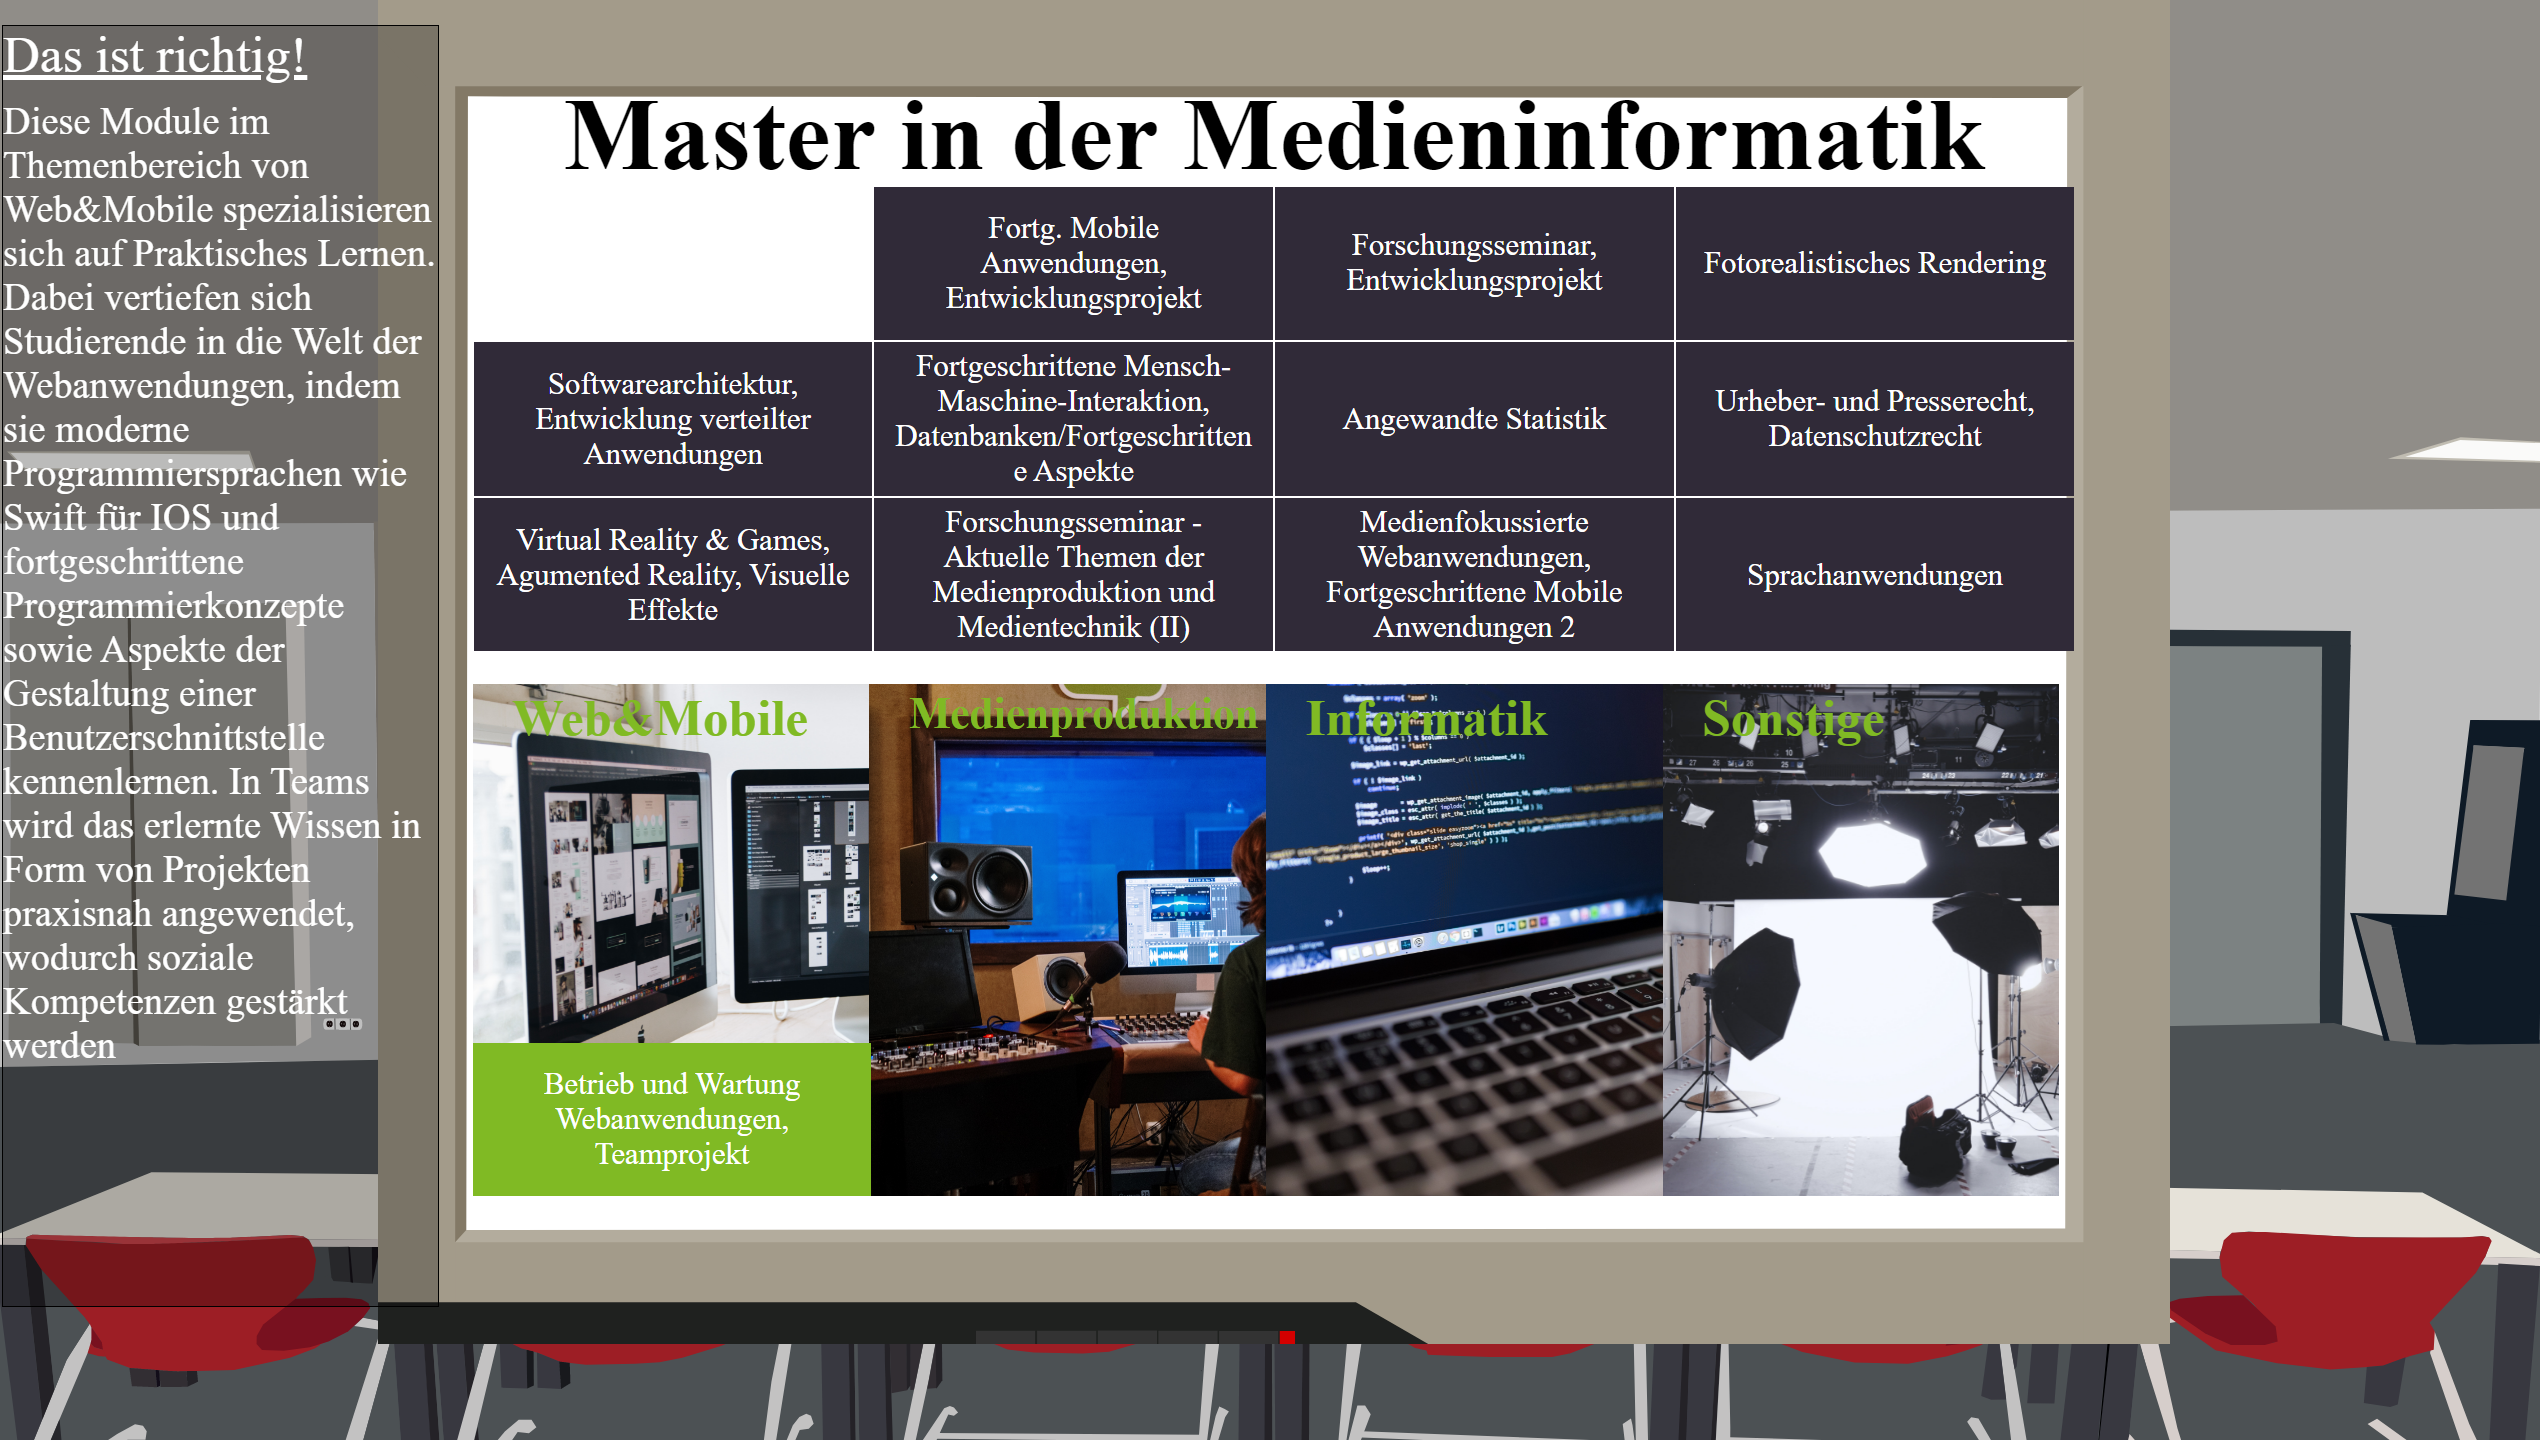 Das ist richtig!
Diese Module im
Themenbereich von
Web&Mobile spezialisieren
sich auf Praktisches Lernen.
Dabei vertiefen sich
Studierende in die Welt der
Webanwendungen, indem
sie moderne
Programmiersprachen wie
Swift für IOS und
fortgeschrittene
Programmierkonzepte
sowie Aspekte der
Gestaltung einer
Benutzerschnittstelle
kennenlernen. In Teams
wird das erlernte Wissen in
Form von Projekten
praxisnah angewendet,
wodurch soziale
Kompetenzen gestärkt
werden
Master in der Medieninformatik
Fortg. Mobile
Anwendungen,
Entwicklungsprojekt
Forschungsseminar,
Entwicklungsprojekt
Fotorealistisches Rendering
Softwarearchitektur,
Entwicklung verteilter
Anwendungen
Fortgeschrittene Mensch-
Maschine-Interaktion,
Datenbanken/Fortgeschritten
e Aspekte
Angewandte Statistik
Urheber- und Presserecht,
Datenschutzrecht
Virtual Reality & Games,
Agumented Reality, Visuelle
Effekte
Forschungsseminar -
Aktuelle Themen der
Medienproduktion und
Medientechnik (II)
Medienfokussierte
Webanwendungen,
Fortgeschrittene Mobile
Anwendungen 2
Sprachanwendungen
Web&Mobile
Medienproduktion
Informatik
Sonstige
Betrieb und Wartung
Webanwendungen,
Teamprojekt